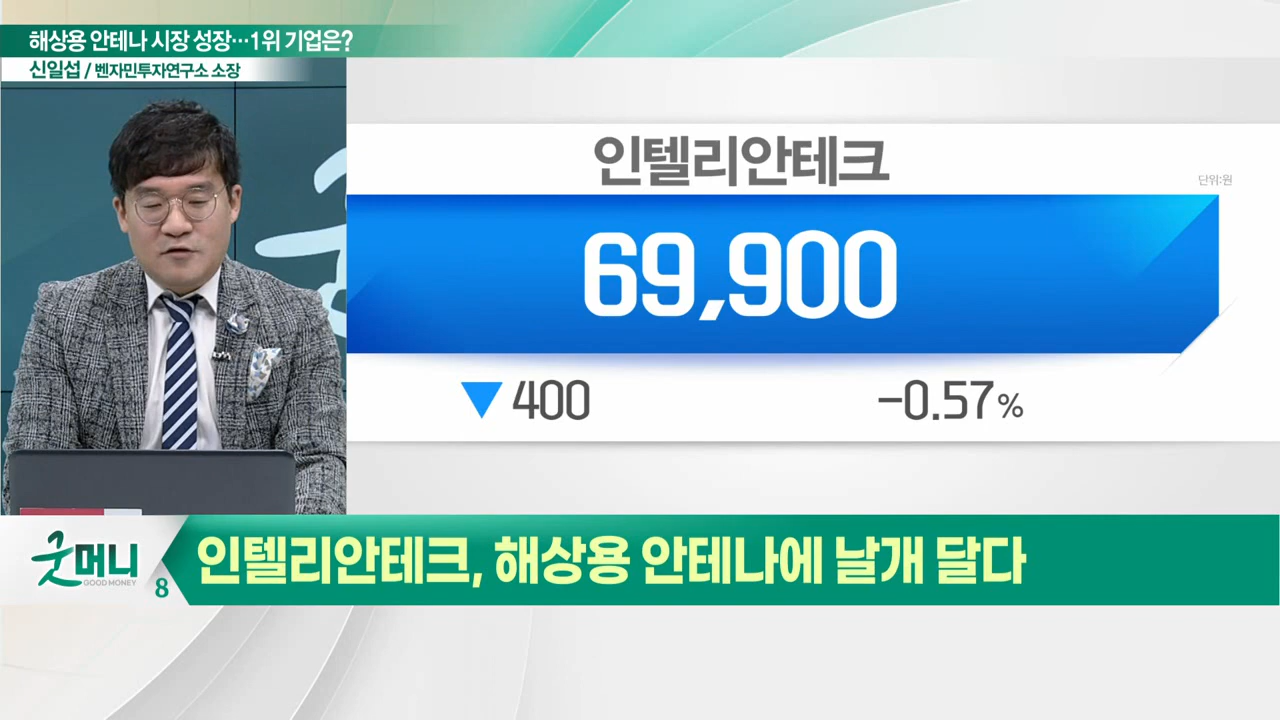 해상용 안테나 시장 성장…1위 기업은?
신일섭 / 벤자민투자연구소 소장
인텔리안테크
단위:원
69,900
▼400 -0.57%
굿머니
GOOD MONEY
8
인텔리안테크, 해상용 안테나에 날개 달다